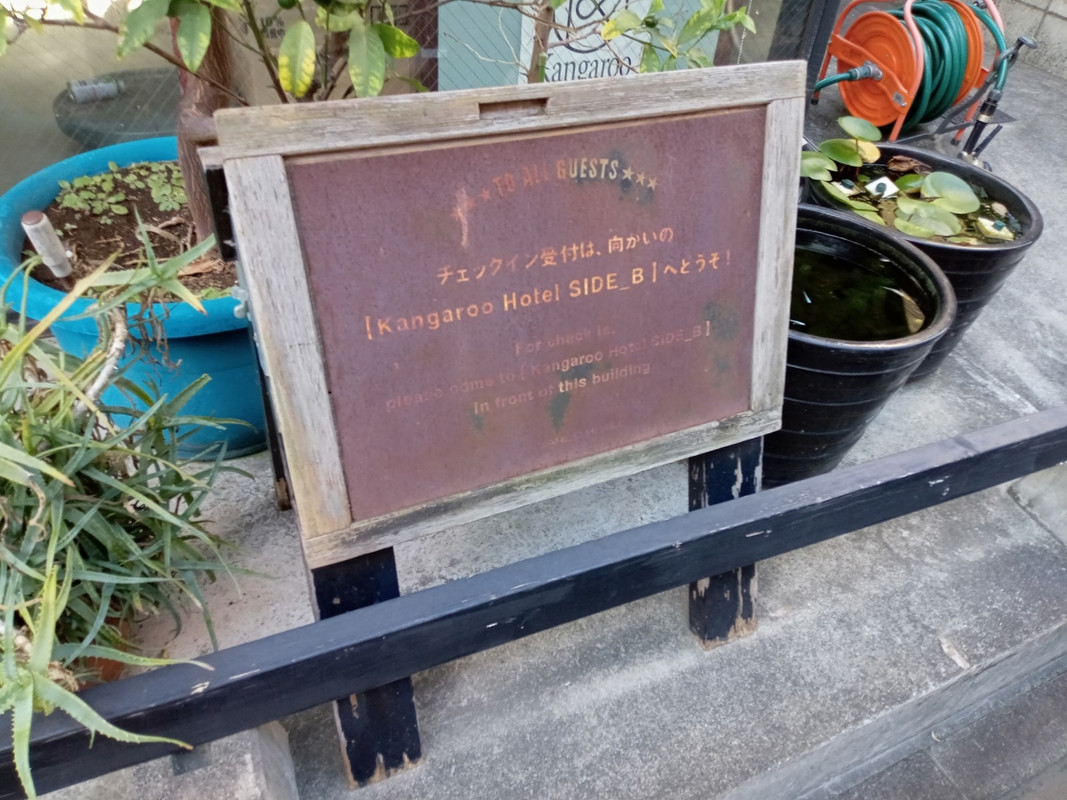 Kangaroo
★★★TO ALL GUESTS★★★
チェックイン受付は、向かいの
【Kangaroo Hotel SIDE_B】へどうぞ!
For check in,
please come to【Kangaroo Hotel SIDE_B】
in front of this building